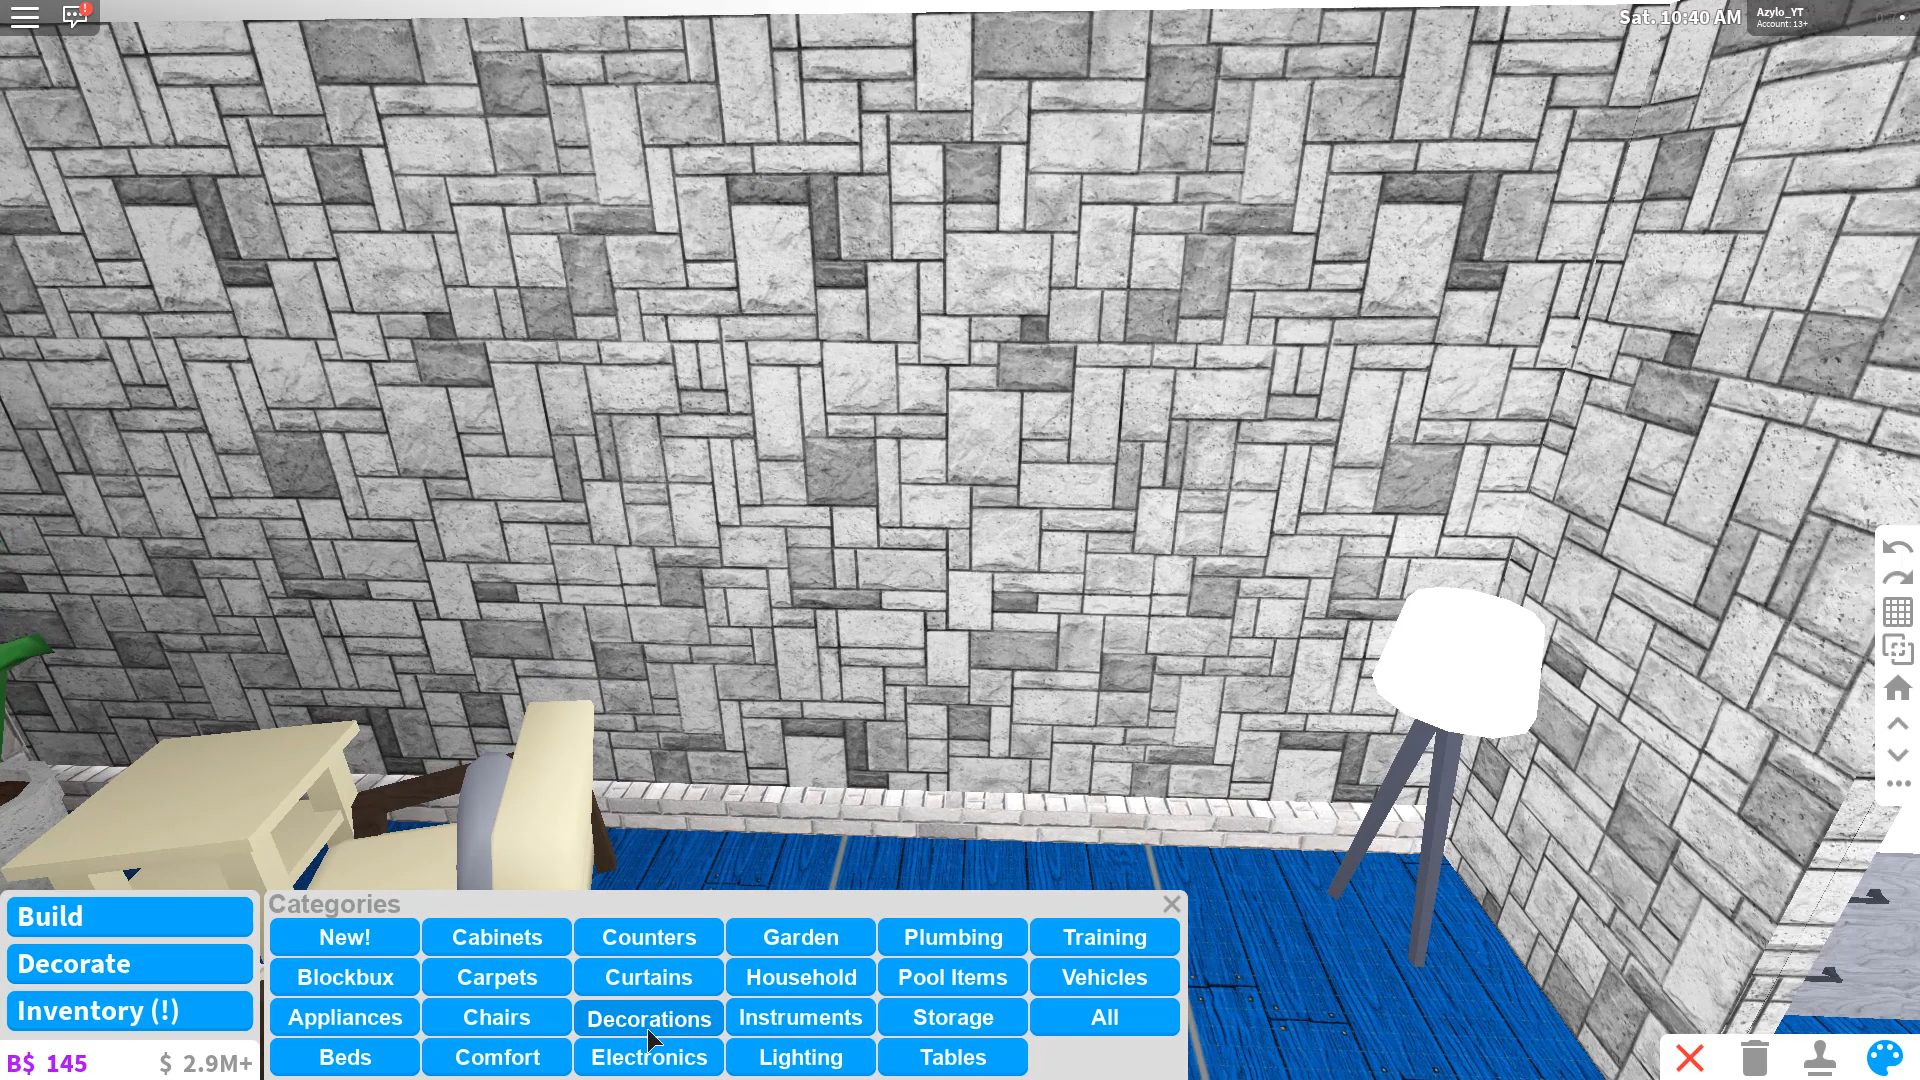 Sat. 10:40 AM
Azylo_YT
Account: 13+
Build
Decorate
Inventory (!)
B$ 145
$ 2.9M+
Categories
New!
Cabinets
Counters
Garden
Plumbing
Training
Blockbux
Carpets
Curtains
Household
Pool Items
Vehicles
Appliances
Chairs
Decorations
Instruments
Storage
All
Beds
Comfort
Electronics
Lighting
Tables